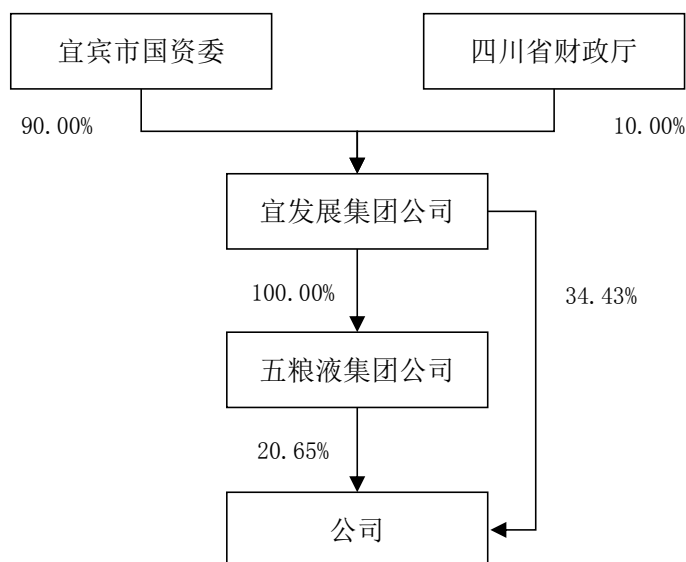 宜宾市国资委
四川省财政厅
90.00%
10.00%
宜发展集团公司
100.00%
34.43%
五粮液集团公司
20.65%
公司